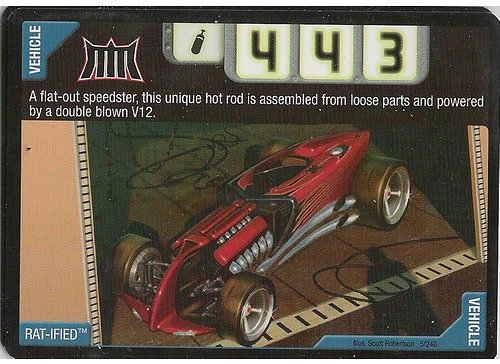 VEHICLE
4 4 3
A flat-out speedster, this unique hot rod is assembled from loose parts and powered
by a double blown V12.
RAT-IFIED™
Illus. Scott Robertson 5/246
VEHICLE